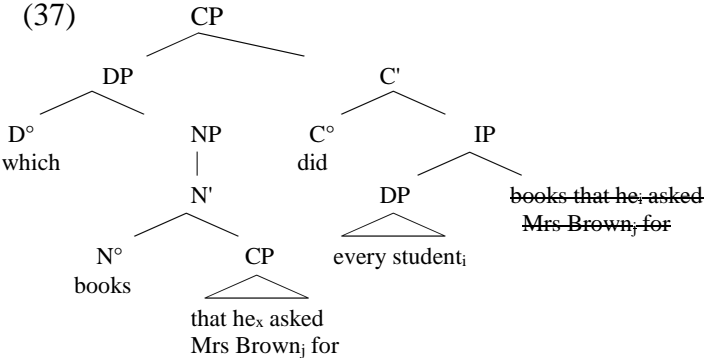 (37)
CP
DP C'
D° NP C° IP
which did
N' DP books that heᵢ asked
Mrs Brownⱼ for
N° CP every studentᵢ
books
that heₓ asked
Mrs Brownⱼ for